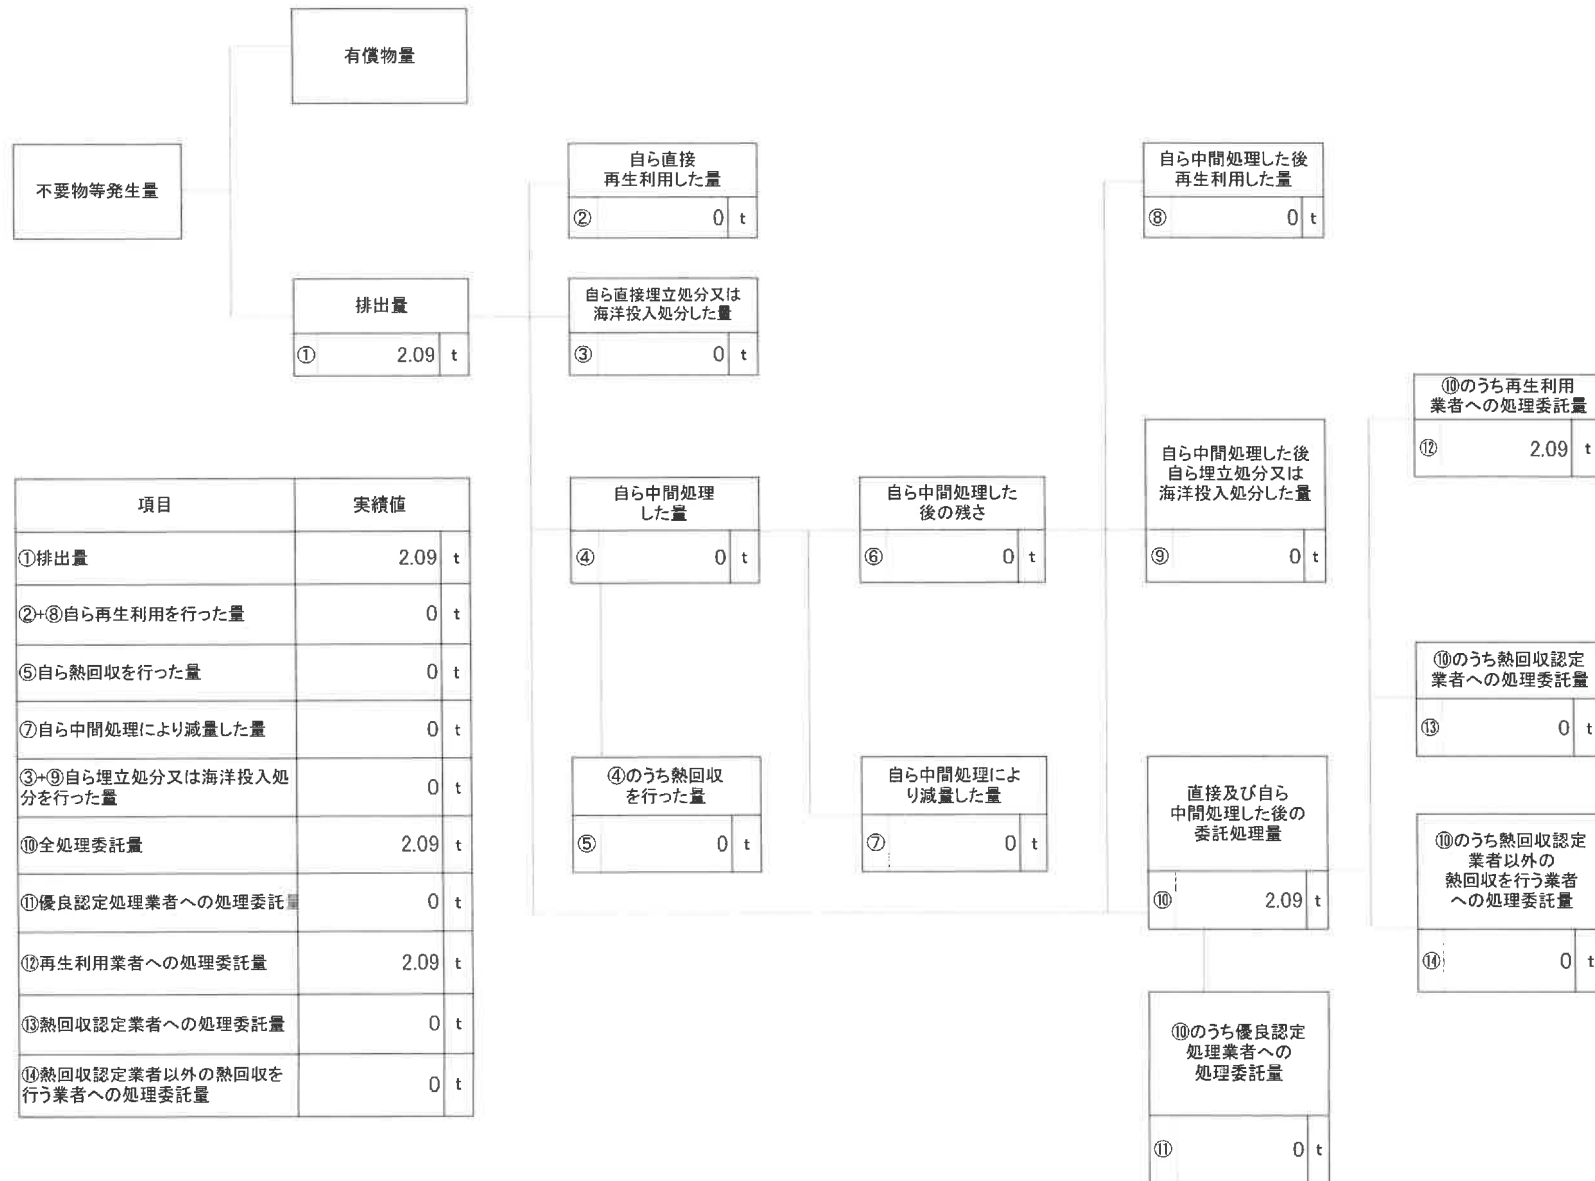 有償物量
不要物等発生量
排出量
① 2.09 t
自ら直接
再生利用した量
② 0 t
自ら直接埋立処分又は
海洋投入処分した量
③ 0 t
自ら中間処理
した量
④ 0 t
④のうち熱回収
を行った量
⑤ 0 t
自ら中間処理した
後の残さ
⑥ 0 t
自ら中間処理によ
り減量した量
⑦ 0 t
自ら中間処理した後
再生利用した量
⑧ 0 t
自ら中間処理した後
自ら埋立処分又は
海洋投入処分した量
⑨ 0 t
直接及び自ら
中間処理した後の
委託処理量
⑩ 2.09 t
⑩のうち優良認定
処理業者への
処理委託量
⑪ 0 t
⑩のうち再生利用
業者への処理委託量
⑫ 2.09 t
⑩のうち熱回収認定
業者への処理委託量
⑬ 0 t
⑩のうち熱回収認定
業者以外の
熱回収を行う業者
への処理委託量
⑭ 0 t
項目 実績値
①排出量 2.09 t
②+⑧自ら再生利用を行った量 0 t
⑤自ら熱回収を行った量 0 t
⑦自ら中間処理により減量した量 0 t
③+⑨自ら埋立処分又は海洋投入処
分を行った量 0 t
⑩全処理委託量 2.09 t
⑪優良認定処理業者への処理委託量 0 t
⑫再生利用業者への処理委託量 2.09 t
⑬熱回収認定業者への処理委託量 0 t
⑭熱回収認定業者以外の熱回収を
行う業者への処理委託量 0 t